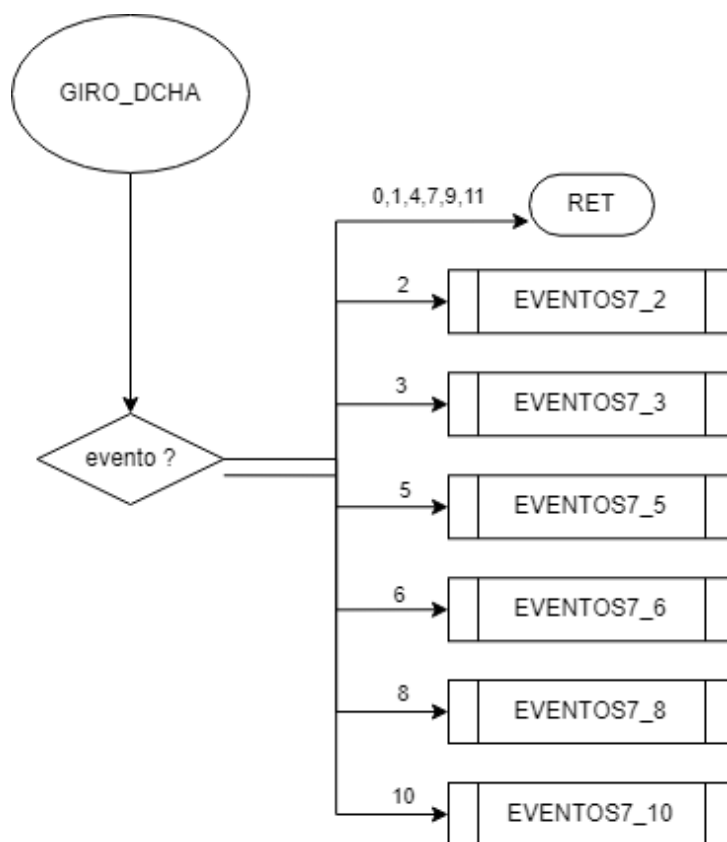 GIRO_DCHA
0,1,4,7,9,11
RET
2
EVENTOS7_2
3
EVENTOS7_3
evento ?
5
EVENTOS7_5
6
EVENTOS7_6
8
EVENTOS7_8
10
EVENTOS7_10